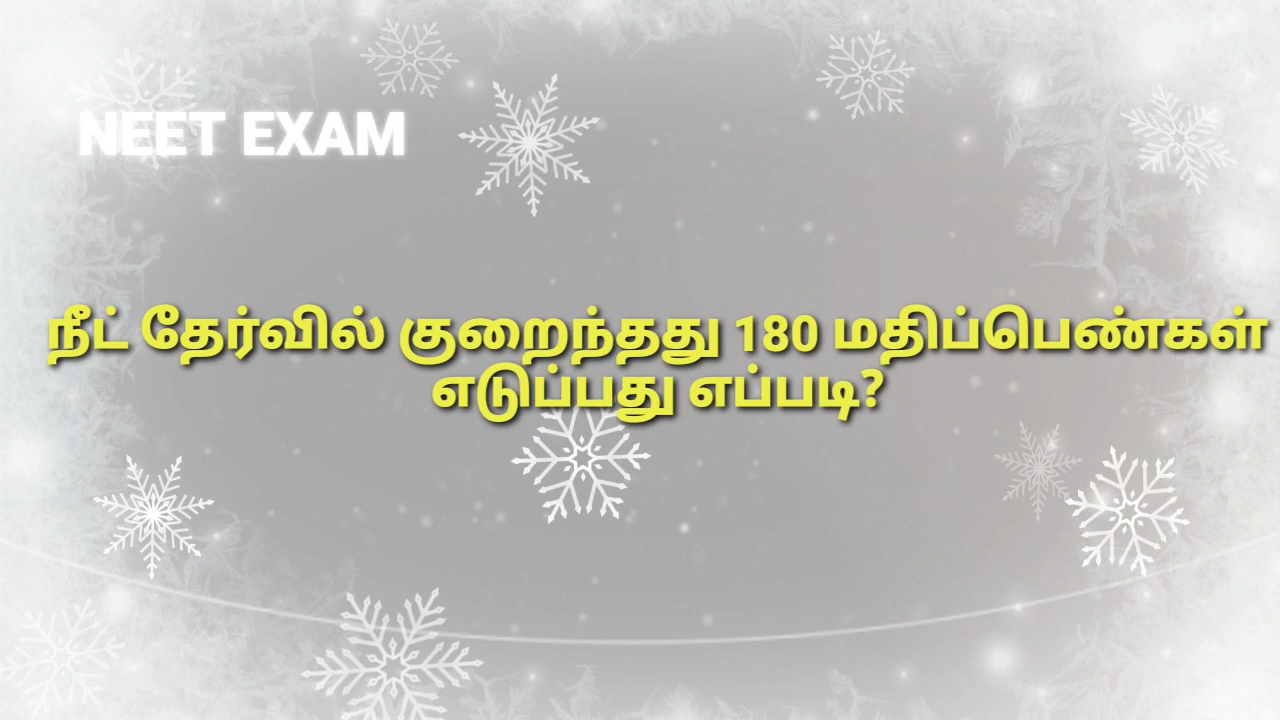 NEET EXAM
நீட் தேர்வில் குறைந்தது 180 மதிப்பெண்கள்
எடுப்பது எப்படி?